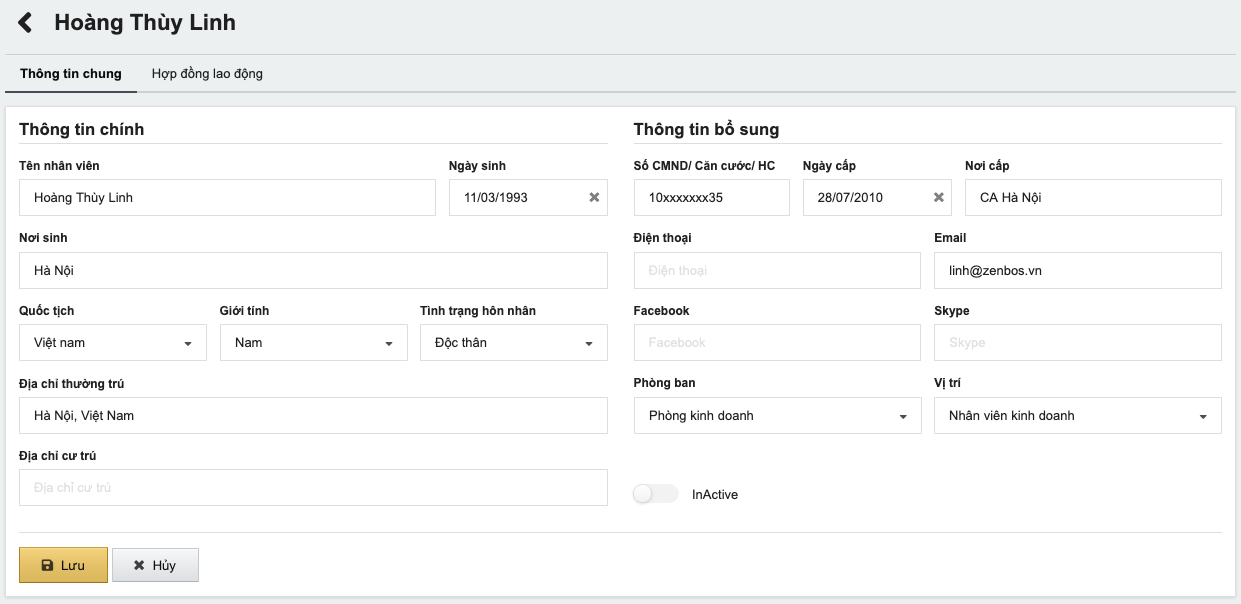 Hoàng Thùy Linh
Thông tin chung Hợp đồng lao động
Thông tin chính
Tên nhân viên Ngày sinh
Hoàng Thùy Linh 11/03/1993
Nơi sinh
Hà Nội
Quốc tịch Giới tính Tình trạng hôn nhân
Việt nam Nam Độc thân
Địa chỉ thường trú
Hà Nội, Việt Nam
Địa chỉ cư trú
Địa chỉ cư trú
Thông tin bổ sung
Số CMND/ Căn cước/ HC Ngày cấp Nơi cấp
10xxxxxxx35 28/07/2010 CA Hà Nội
Điện thoại Email
Điện thoại linh@zenbos.vn
Facebook Skype
Facebook Skype
Phòng ban Vị trí
Phòng kinh doanh Nhân viên kinh doanh
InActive
Lưu Hủy